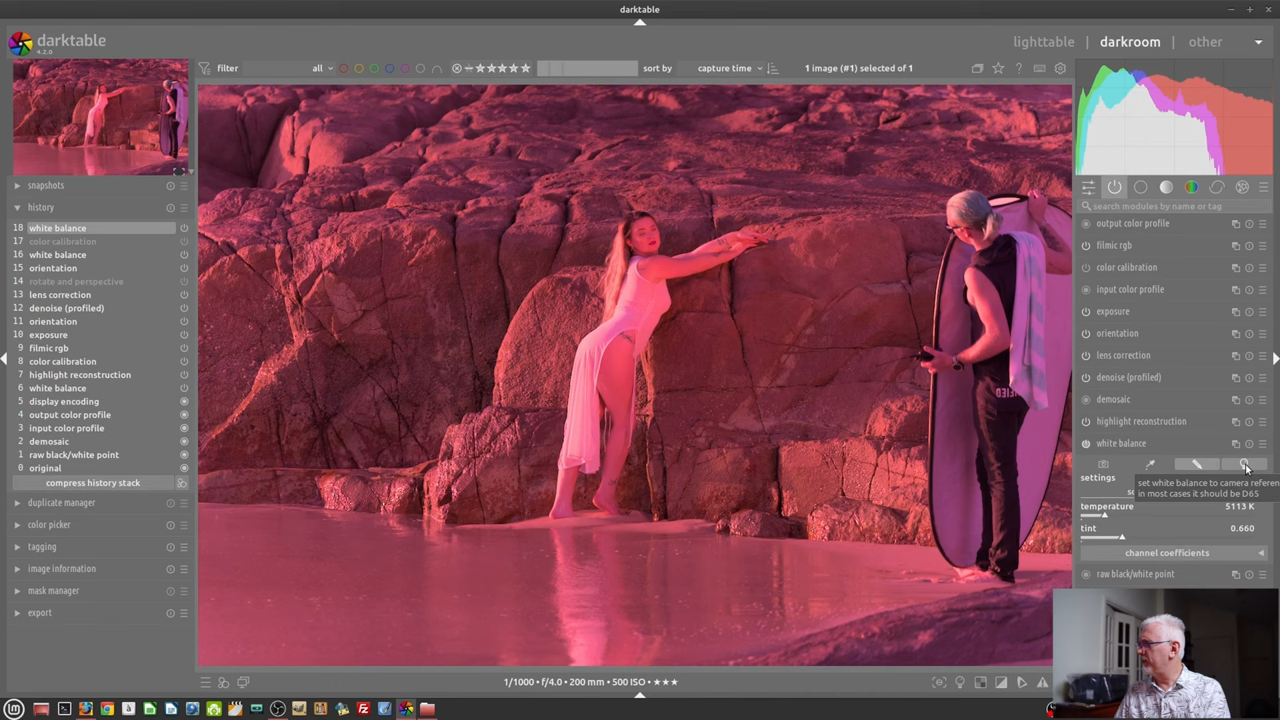 darktable
darktable
4.2.0
lighttable | darkroom | other
filter
all
sort by
capture time
1 image (#1) selected of 1
?
snapshots
history
18 white balance
17 color calibration
16 white balance
15 orientation
14 rotate and perspective
13 lens correction
12 denoise (profiled)
11 orientation
10 exposure
9 filmic rgb
8 color calibration
7 highlight reconstruction
6 white balance
5 display encoding
4 output color profile
3 input color profile
2 demosaic
1 raw black/white point
0 original
compress history stack
duplicate manager
color picker
tagging
image information
mask manager
export
1/1000 • f/4.0 • 200 mm • 500 ISO • ★★★
search modules by name or tag
output color profile
filmic rgb
color calibration
input color profile
exposure
orientation
lens correction
denoise (profiled)
demosaic
highlight reconstruction
white balance
settings
set white balance to camera referen
in most cases it should be D65
temperature 5113 K
tint 0.660
channel coefficients
raw black/white point